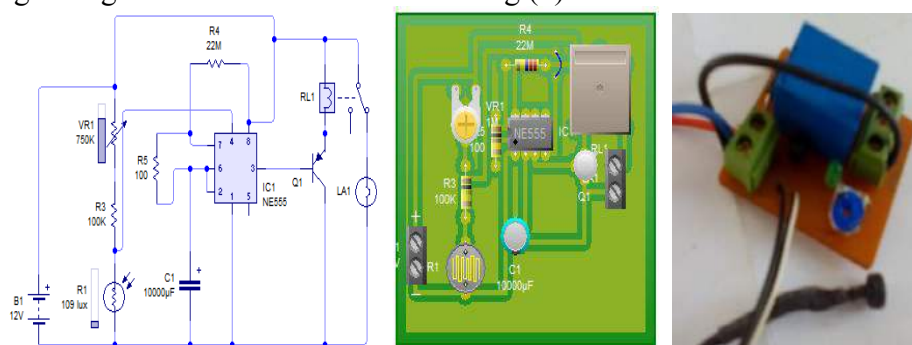 R4
22M
RL1
VR1
750K
7
4
8
R5
100
6
3
2
1
5
IC1
NE555
Q1
LA1
R3
100K
C1
10000µF
R1
109 lux
B1
12V
R4
22M
VR1
1M
100
NE555
RL1
Q1
R3
100K
R1
C1
10000µF